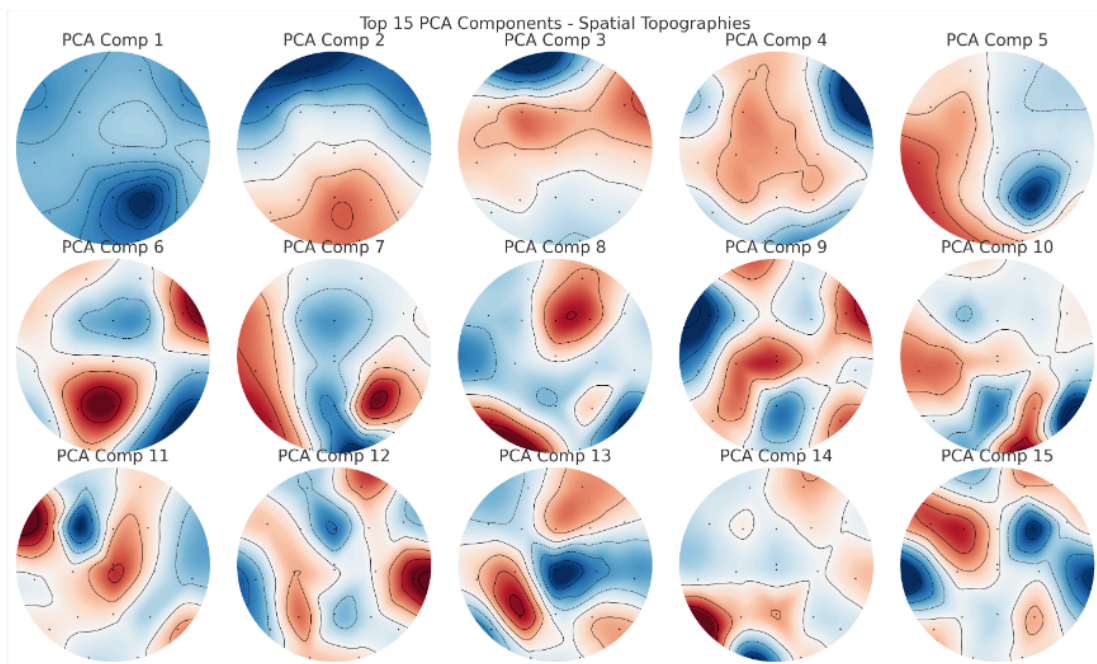 Top 15 PCA Components - Spatial Topographies
PCA Comp 1
PCA Comp 2
PCA Comp 3
PCA Comp 4
PCA Comp 5
PCA Comp 6
PCA Comp 7
PCA Comp 8
PCA Comp 9
PCA Comp 10
PCA Comp 11
PCA Comp 12
PCA Comp 13
PCA Comp 14
PCA Comp 15